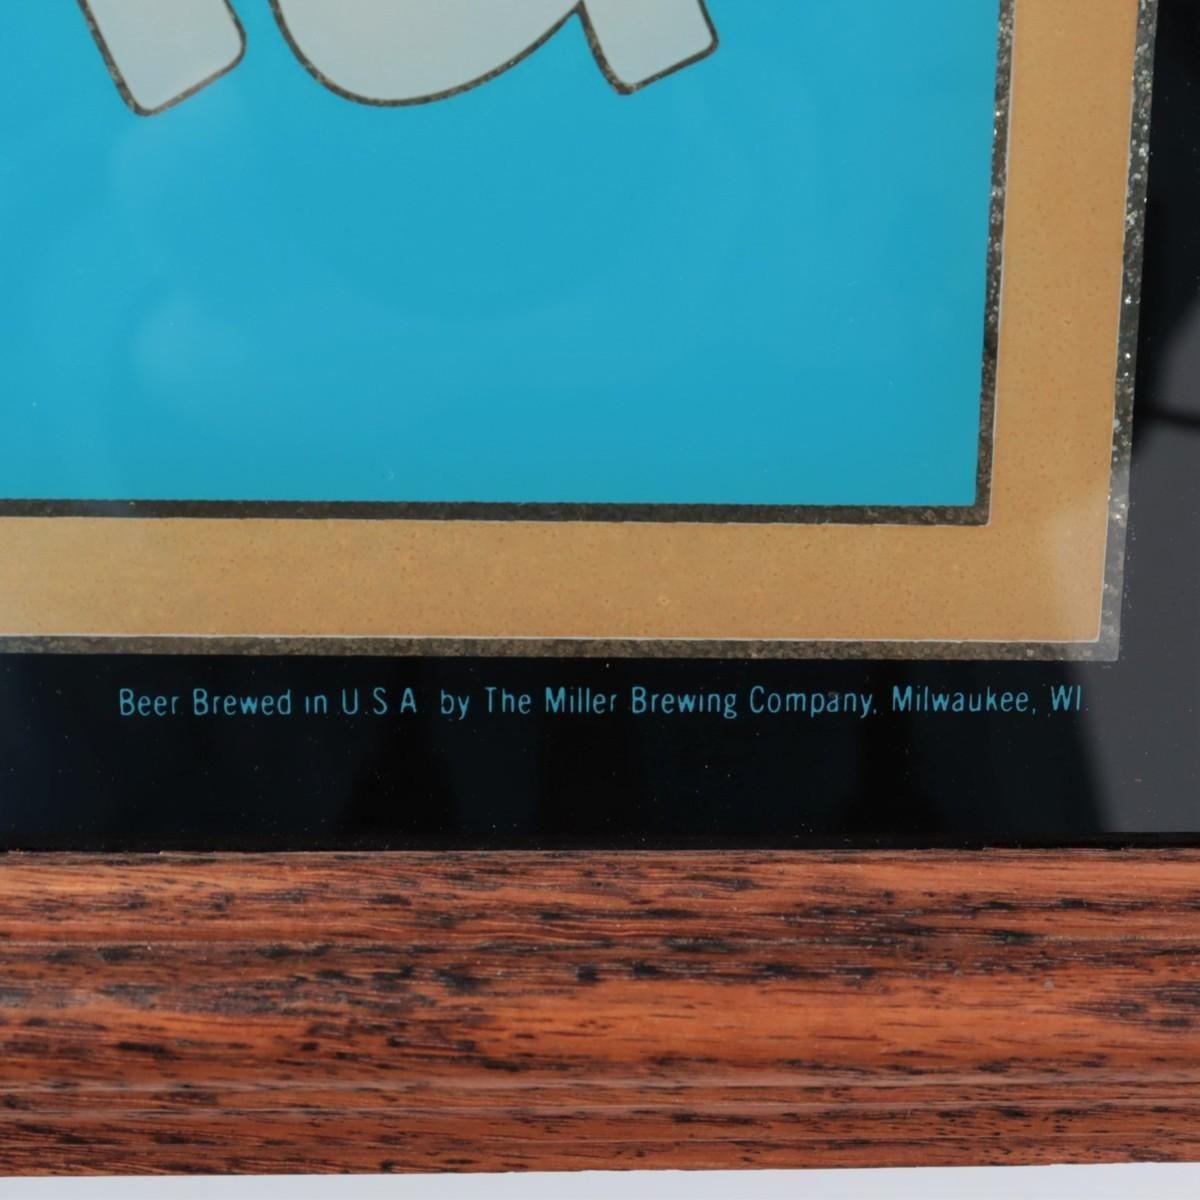 Beer Brewed in U.S.A. by The Miller Brewing Company, Milwaukee, WI.